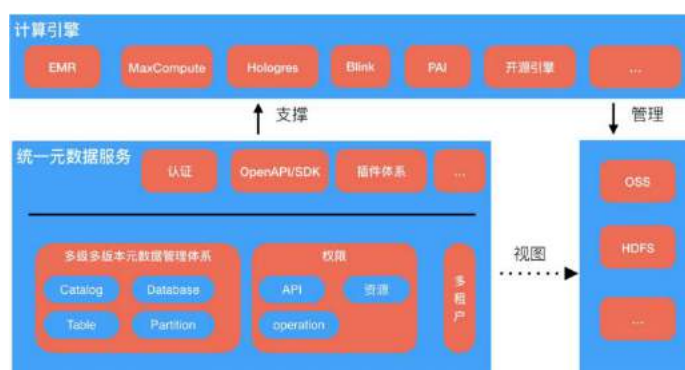 计算引擎
EMR
MaxCompute
Hologres
Blink
PAI
开源引擎
...
支撑
管理
统一元数据服务
认证
OpenAPI/SDK
插件体系
...
多级多版本元数据管理体系
Catalog
Database
Table
Partition
权限
API
资源
operation
多租户
视图
OSS
HDFS
...